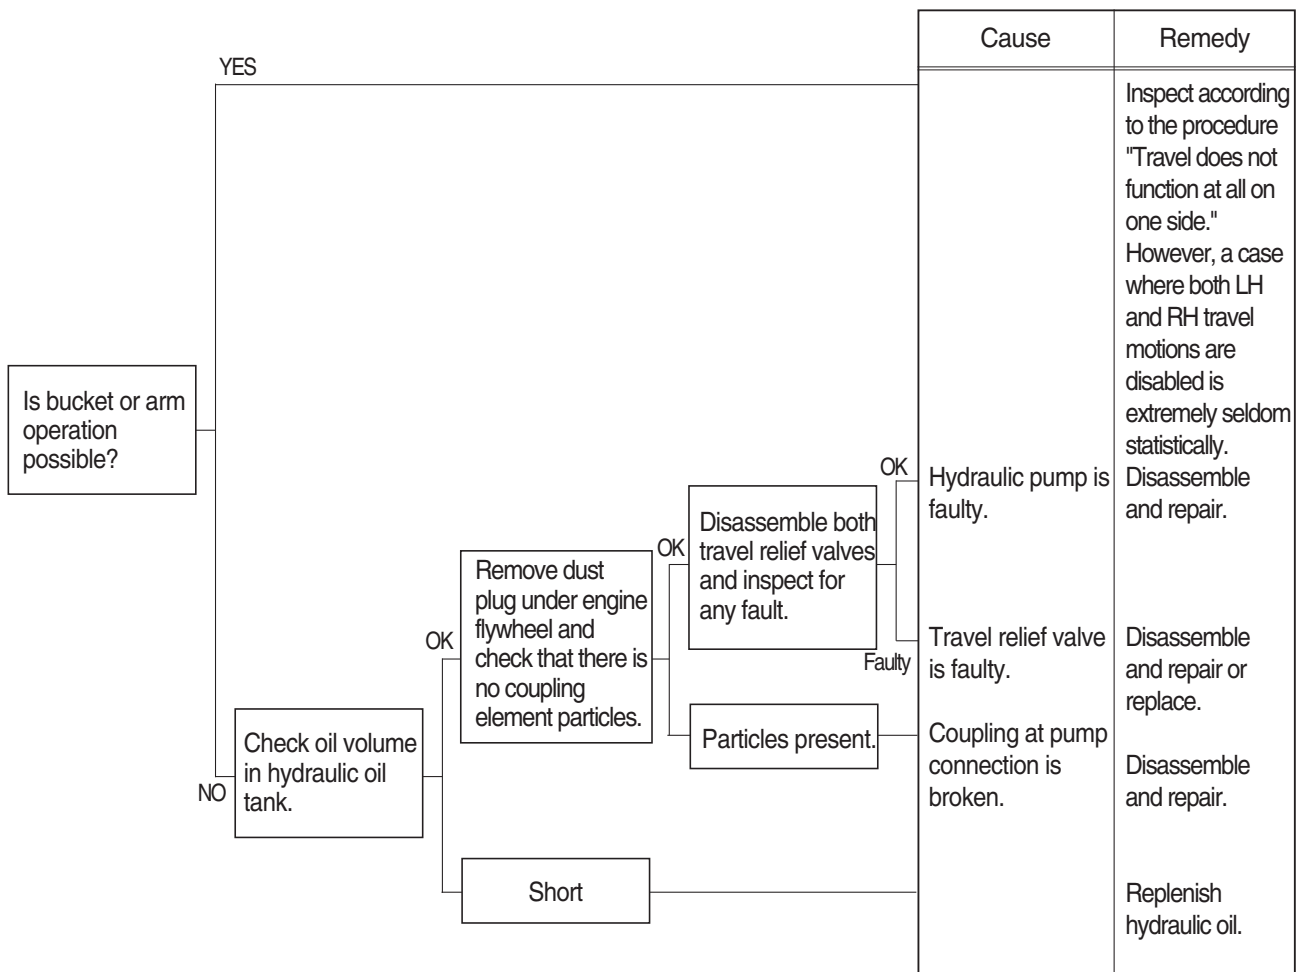 Cause
Remedy
YES
Inspect according
to the procedure
"Travel does not
function at all on
one side."
However, a case
where both LH
and RH travel
motions are
disabled is
extremely seldom
statistically.
Is bucket or arm
operation
possible?
NO
Check oil volume
in hydraulic oil
tank.
OK
Remove dust
plug under engine
flywheel and
check that there is
no coupling
element particles.
OK
Disassemble both
travel relief valves
and inspect for
any fault.
OK
Hydraulic pump is
faulty.
Disassemble
and repair.
Faulty
Travel relief valve
is faulty.
Disassemble
and repair or
replace.
Particles present.
Coupling at pump
connection is
broken.
Disassemble
and repair.
Short
Replenish
hydraulic oil.